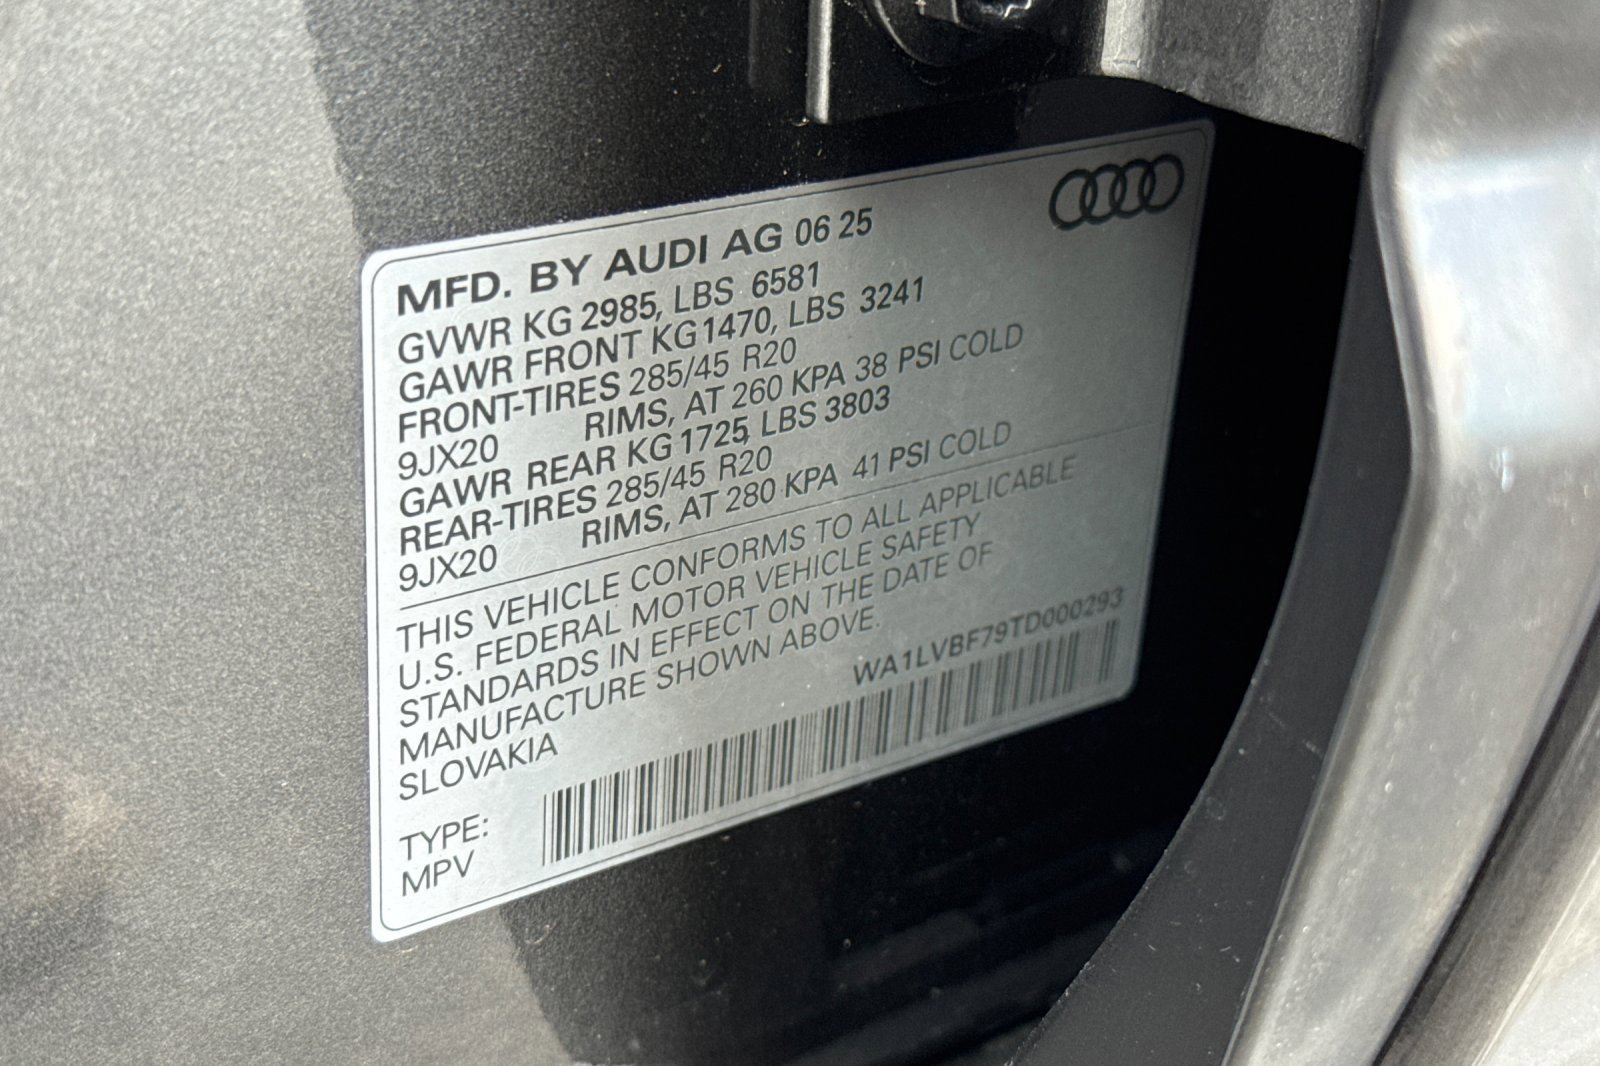 MFD. BY AUDI AG 06 25
GVWR KG 2985, LBS 6581
GAWR FRONT KG 1470, LBS 3241
FRONT-TIRES 285/45 R20
9JX20 RIMS, AT 260 KPA 38 PSI COLD
GAWR REAR KG 1725, LBS 3803
REAR-TIRES 285/45 R20
9JX20 RIMS, AT 280 KPA 41 PSI COLD
THIS VEHICLE CONFORMS TO ALL APPLICABLE
U.S. FEDERAL MOTOR VEHICLE SAFETY
STANDARDS IN EFFECT ON THE DATE OF
MANUFACTURE SHOWN ABOVE.
SLOVAKIA
WA1LVBF79TD000293
TYPE:
MPV